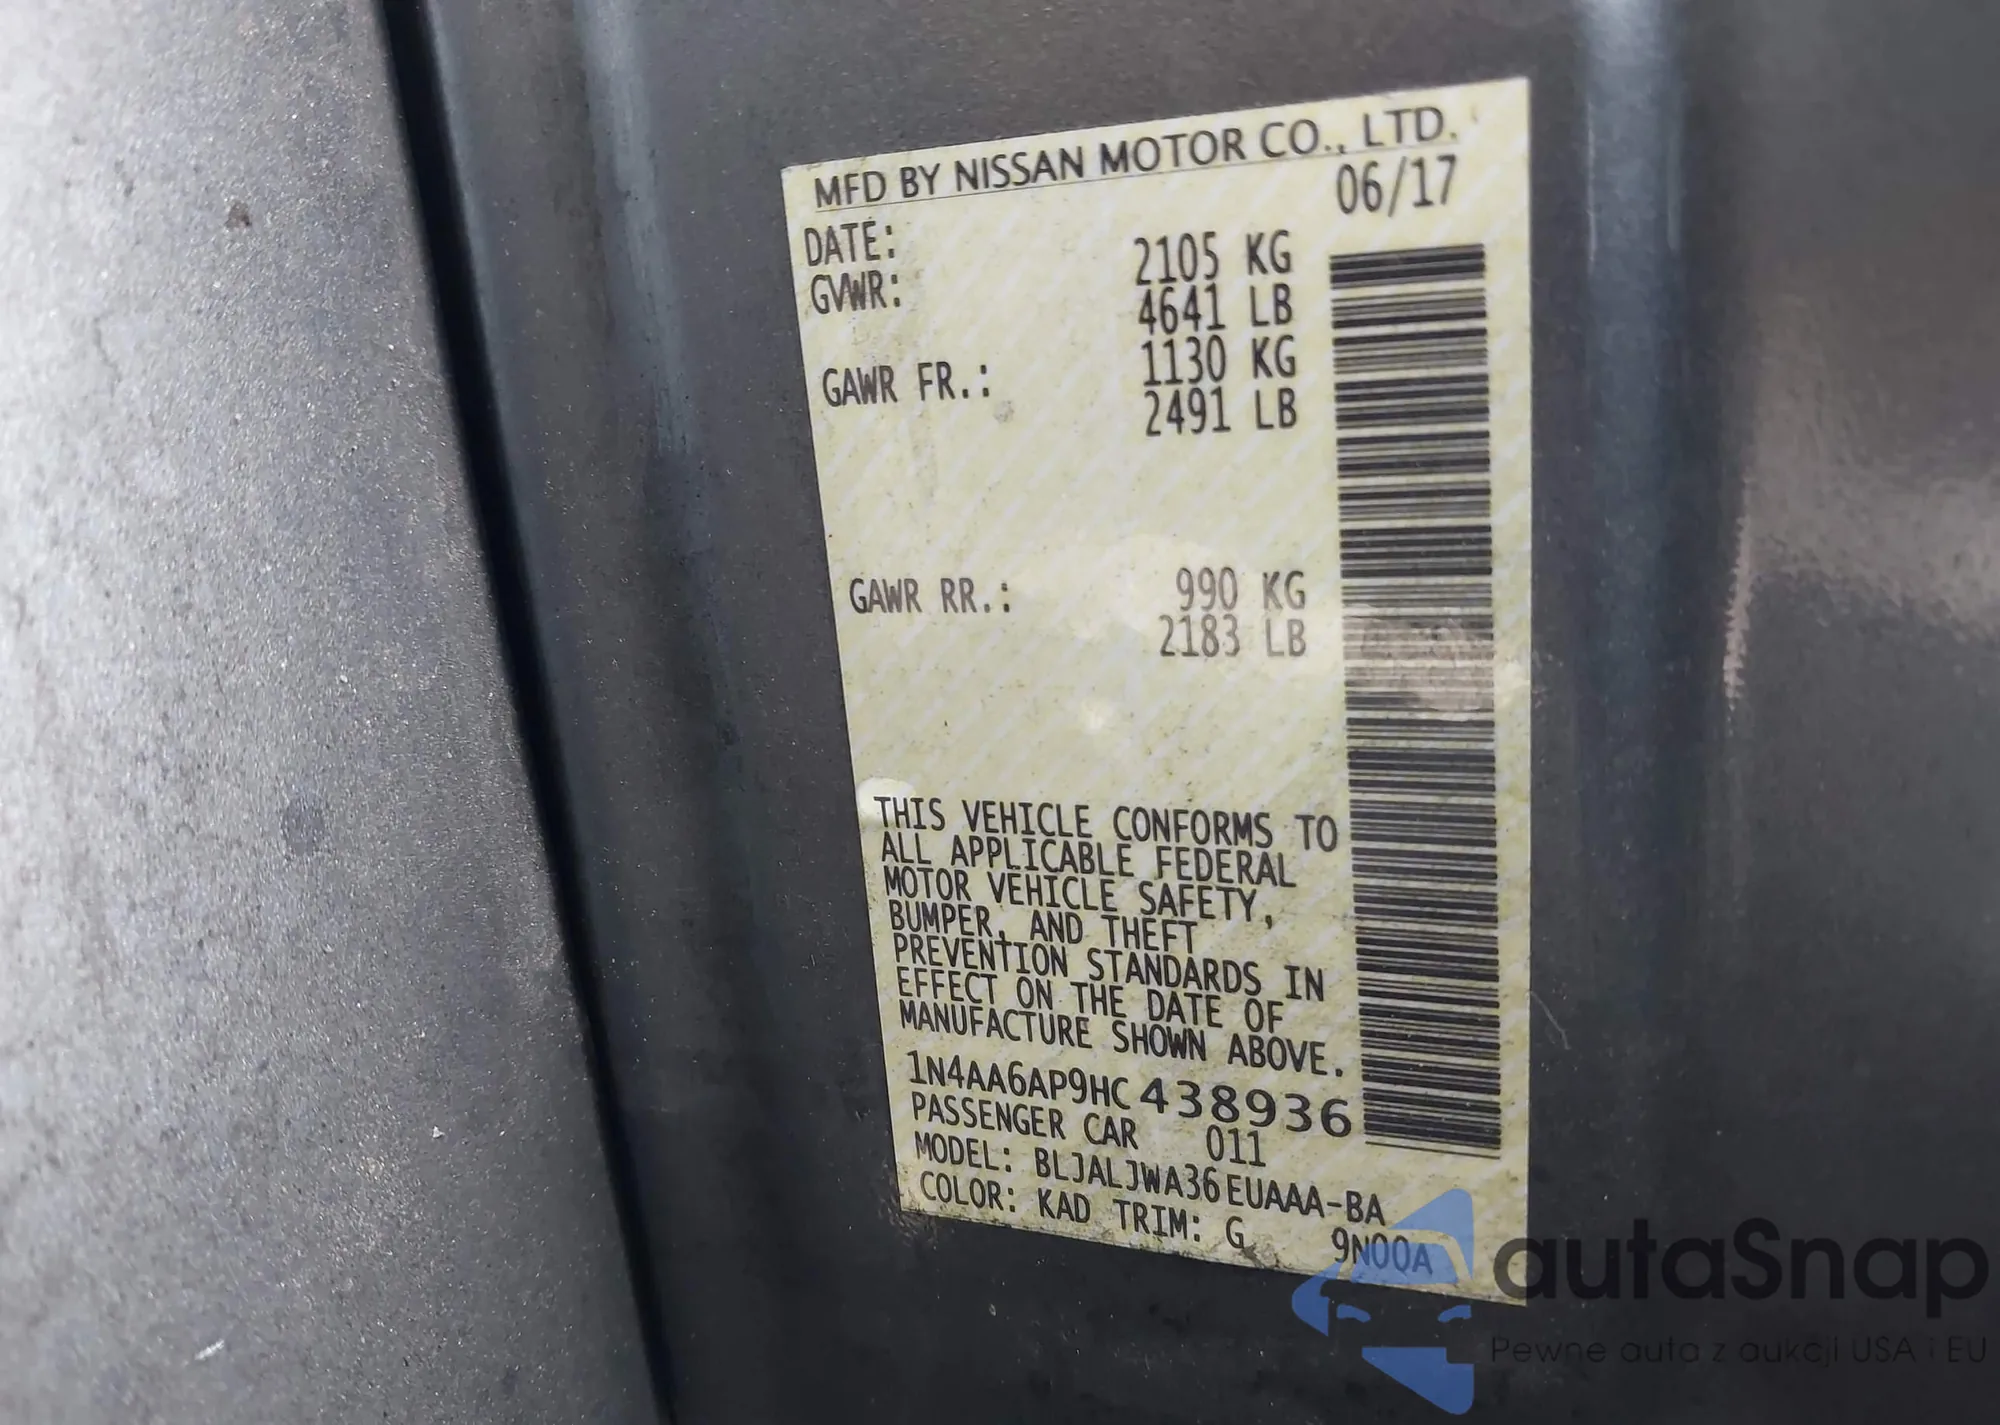 MFD BY NISSAN MOTOR CO., LTD.
DATE: 06/17
GVWR: 2105 KG
4641 LB
GAWR FR.: 1130 KG
2491 LB
GAWR RR.: 990 KG
2183 LB
THIS VEHICLE CONFORMS TO
ALL APPLICABLE FEDERAL
MOTOR VEHICLE SAFETY,
BUMPER, AND THEFT
PREVENTION STANDARDS IN
EFFECT ON THE DATE OF
MANUFACTURE SHOWN ABOVE.
1N4AA6AP9HC438936
PASSENGER CAR 011
MODEL: BLJALJWA36EUAAA-BA
COLOR: KAD TRIM: G 9N00A
autaSnap
Pewne auta z aukcji USA i EU